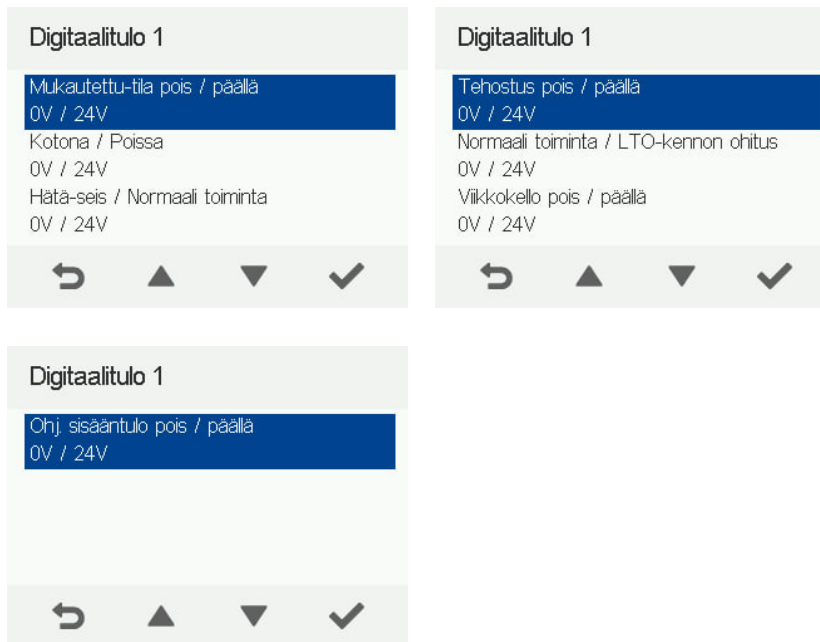 Digitaalitulo 1
Mukautettu-tila pois / päällä
0V / 24V
Kotona / Poissa
0V / 24V
Hätä-seis / Normaali toiminta
0V / 24V
Digitaalitulo 1
Tehostus pois / päällä
0V / 24V
Normaali toiminta / LTO-kennon ohitus
0V / 24V
Viikkokello pois / päällä
0V / 24V
Digitaalitulo 1
Ohj. sisääntulo pois / päällä
0V / 24V